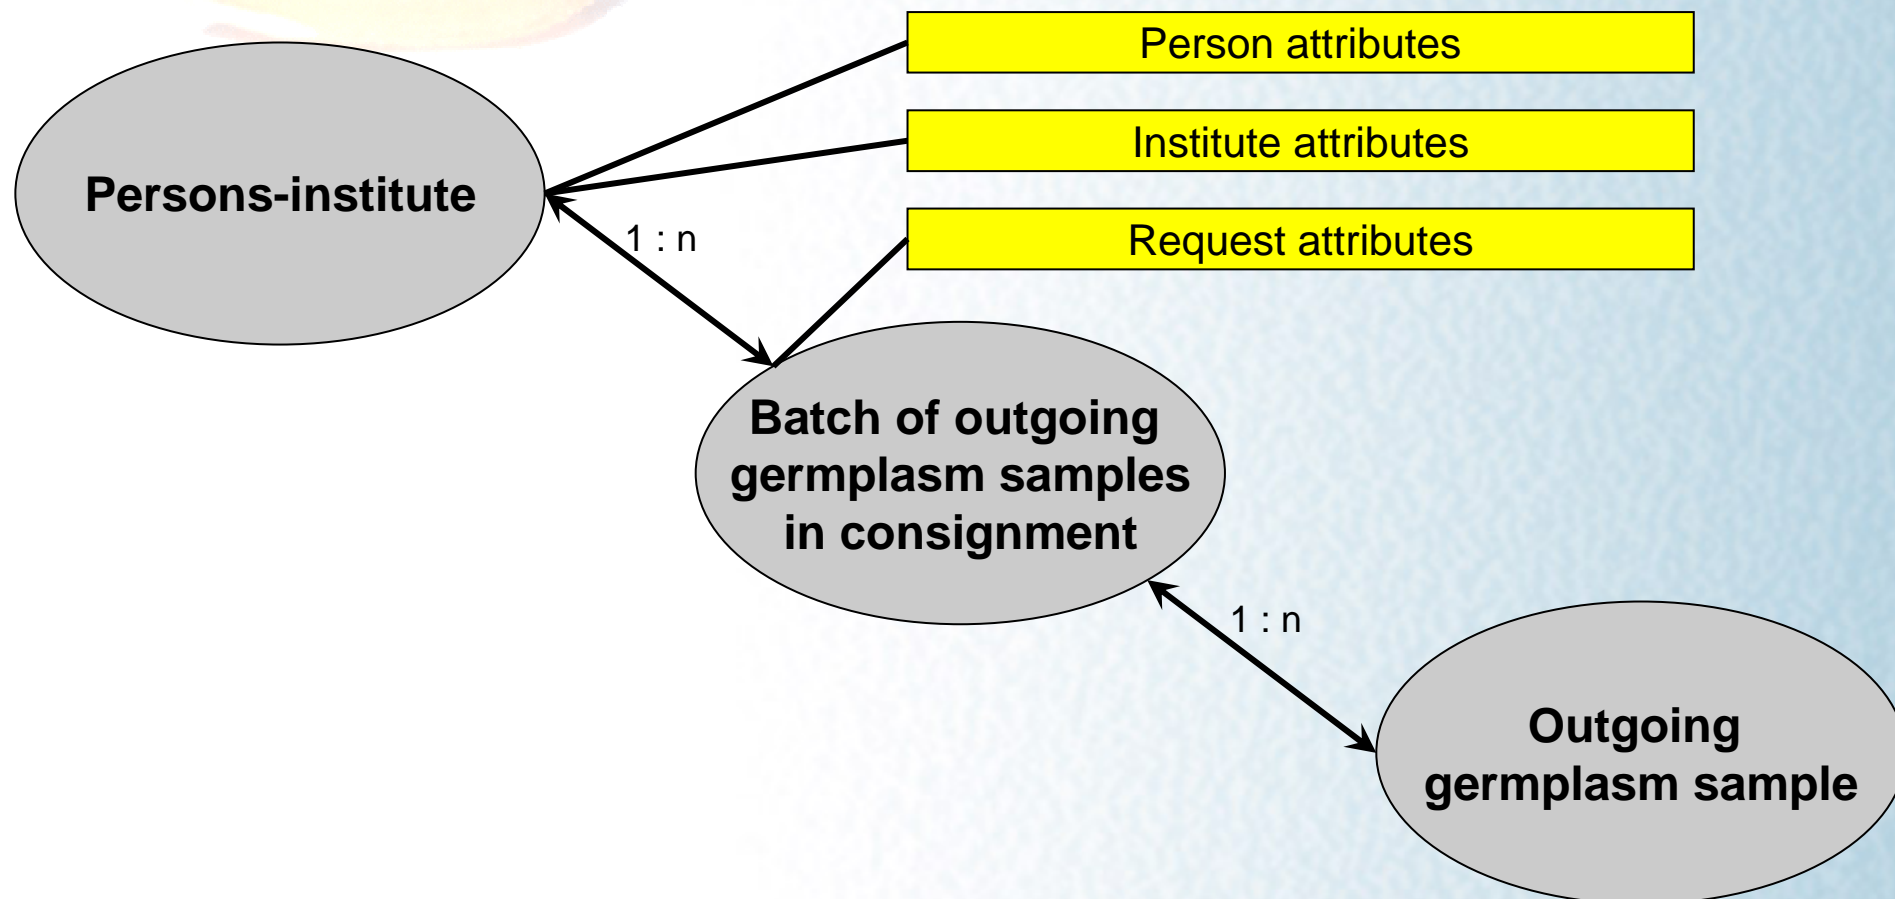 Person attributes
Institute attributes
Persons-institute
1 : n
Request attributes
Batch of outgoing
germplasm samples
in consignment
1 : n
Outgoing
germplasm sample